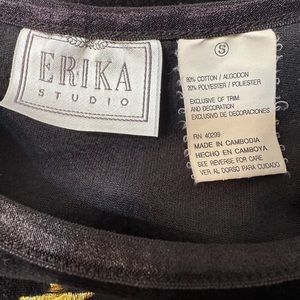 ERIKA
STUDIO
S
80% COTTON / ALGODON
20% POLYESTER / POLIESTER
EXCLUSIVE OF TRIM
AND DECORATION
EXCLUSIVO DE DECORACIONES
RN 40299
MADE IN CAMBODIA
HECHO EN CAMBOYA
SEE REVERSE FOR CARE
VER AL DORSO PARA CUIDADO